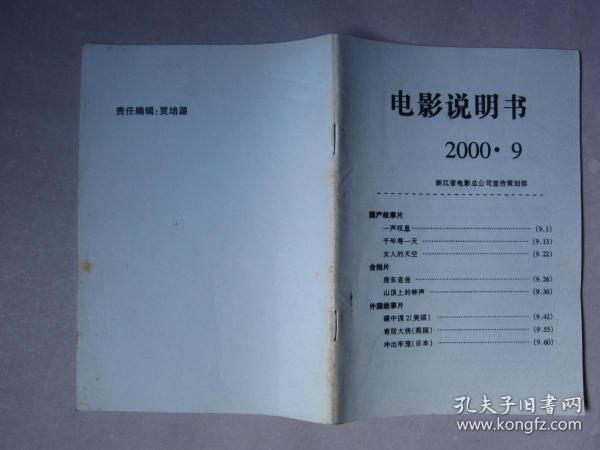 责任编辑：贾培源
电影说明书
2000·9
浙江省电影总公司宣传策划部
国产故事片
一声叹息 (9.1)
千年等一天 (9.13)
女人的天空 (9.22)
合拍片
房东老爸 (9.26)
山顶上的钟声 (9.36)
外国故事片
碟中谍2(美国) (9.42)
寄居大侠(英国) (9.55)
冲出牢笼(日本) (9.60)
孔夫子旧书网
www.kongfz.com